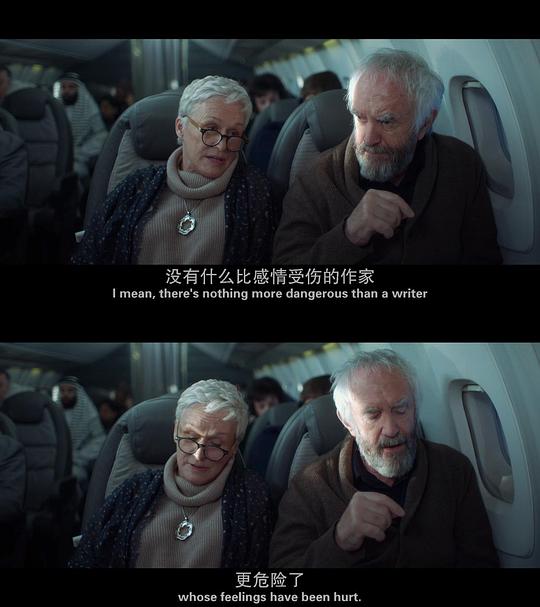 没有什么比感情受伤的作家
I mean, there's nothing more dangerous than a writer
更危险了
whose feelings have been hurt.